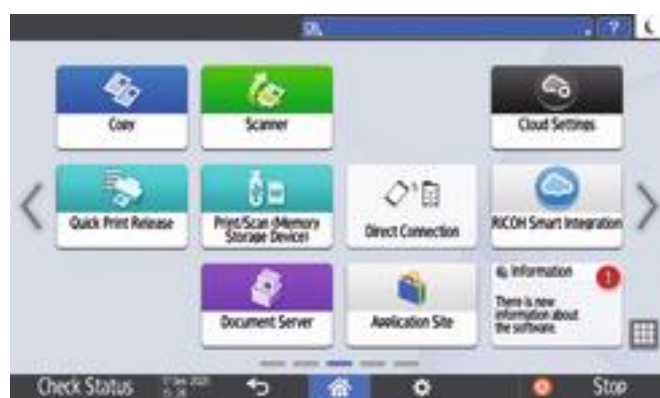 ?
Copy
Scanner
Cloud Settings
Quick Print Release
Print/Scan (Memory
Storage Device)
Direct Connection
RICOH Smart Integration
Document Server
Application Site
Information
There is new
information about
the software.
Check Status
Stop